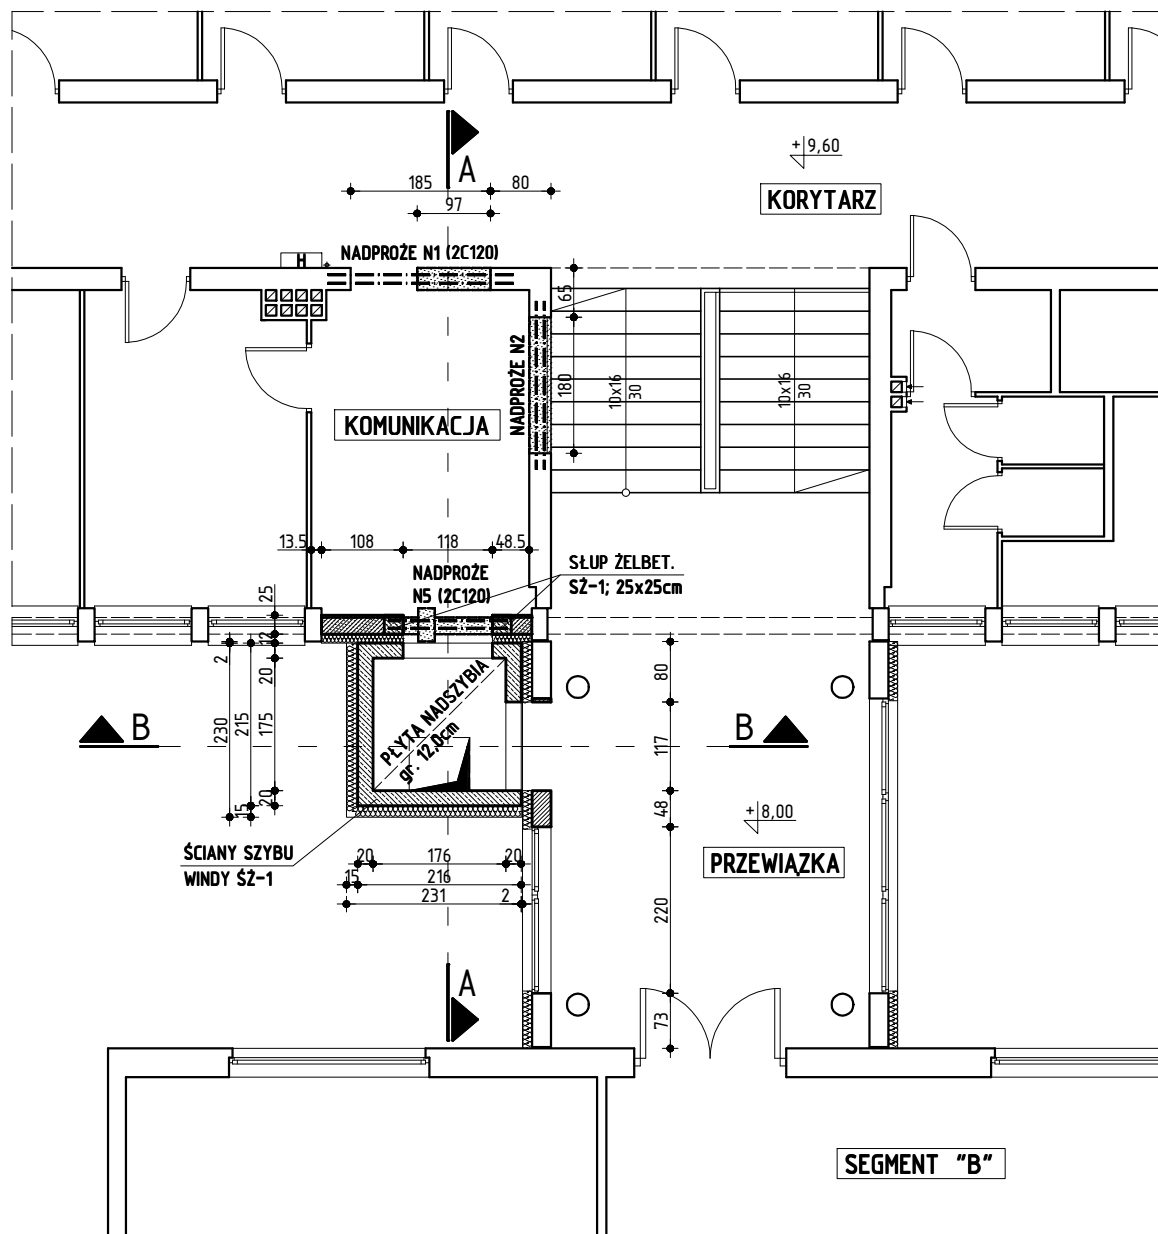 A
+9,60
185
80
KORYTARZ
97
H
NADPROŻE N1 (2C120)
65
NADPROŻE N2
180
10x16
30
10x16
30
KOMUNIKACJA
13.5
108
118
48.5
SŁUP ŻELBET.
SŻ-1; 25x25cm
NADPROŻE
N5 (2C120)
25
12
2
20
80
230
215
175
PŁYTA NADSZYBIA
gr. 12,0cm
B
B
117
20
15
48
+8,00
ŚCIANY SZYBU
WINDY ŚŻ-1
20
176
20
PRZEWIĄZKA
15
216
231
2
220
A
73
SEGMENT "B"